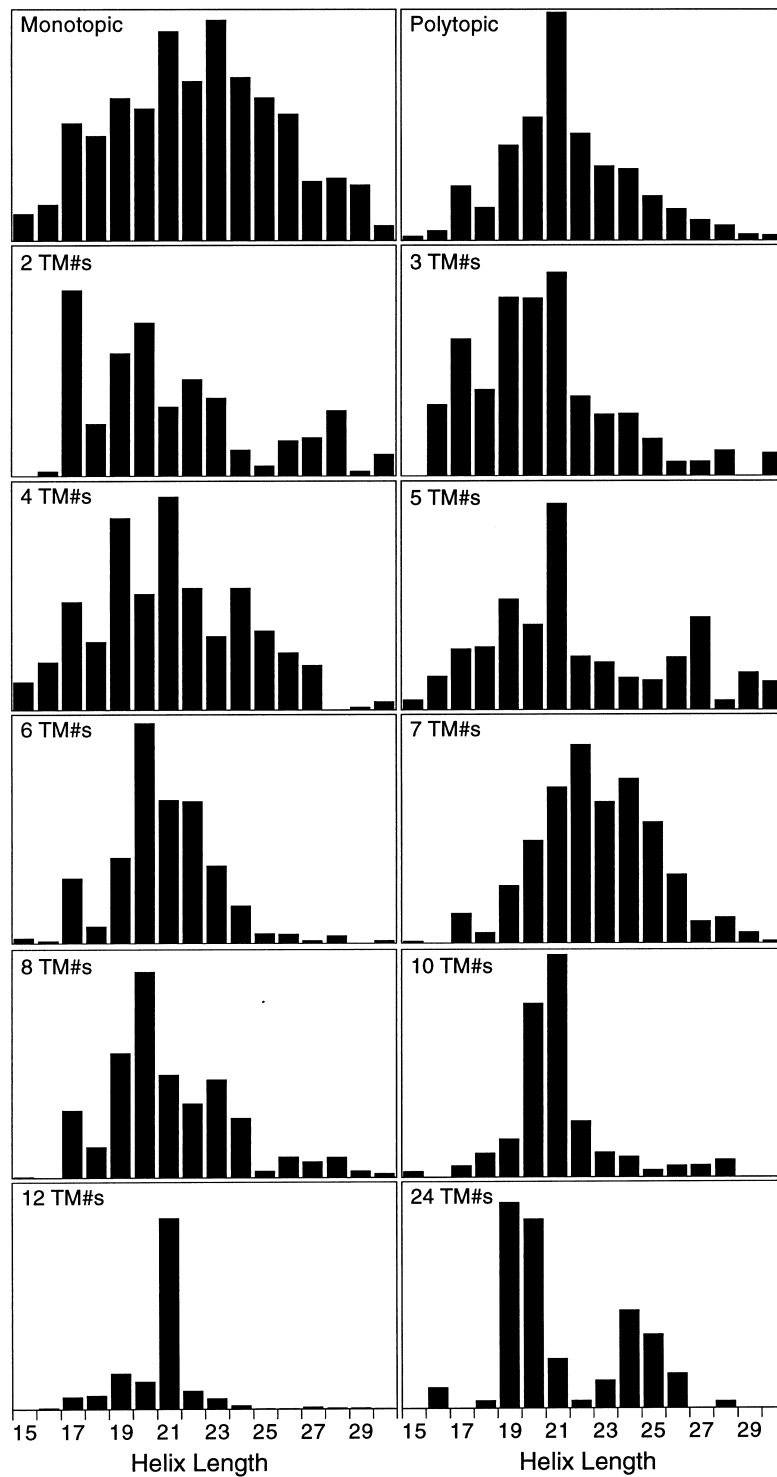 Monotopic
Polytopic
2 TM#s
3 TM#s
4 TM#s
5 TM#s
6 TM#s
7 TM#s
8 TM#s
10 TM#s
12 TM#s
24 TM#s
15 17 19 21 23 25 27 29
15 17 19 21 23 25 27 29
Helix Length
Helix Length